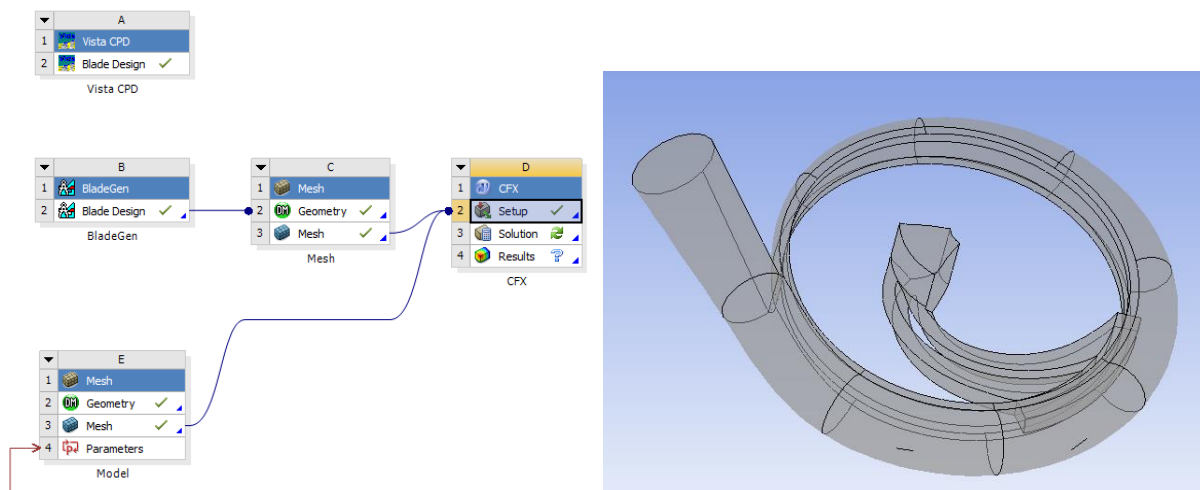 A
1 Vista CPD
2 Blade Design
Vista CPD
B
1 BladeGen
2 Blade Design
BladeGen
C
1 Mesh
2 DM Geometry
3 Mesh
Mesh
D
1 CFX
2 Setup
3 Solution
4 Results ?
CFX
E
1 Mesh
2 DM Geometry
3 Mesh
4 Parameters
Model